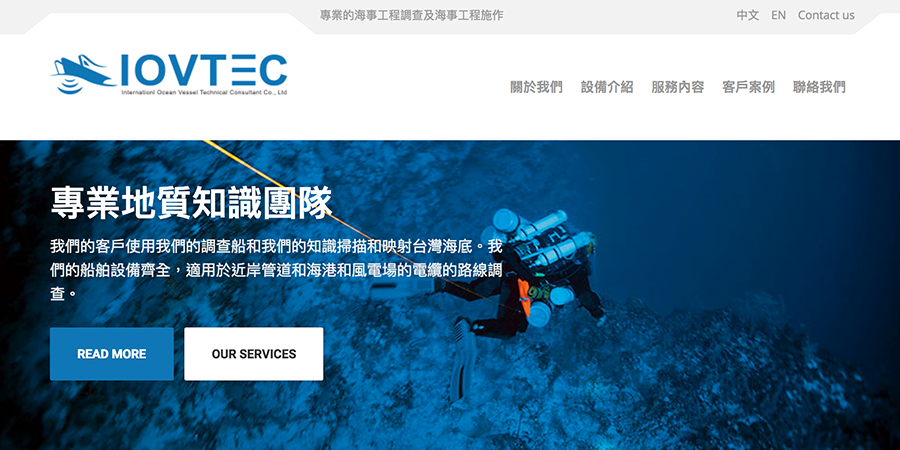 專業的海事工程調查及海事工程施作
中文 EN Contact us
IOVTEC
Internationl Ocean Vessel Technical Consultant Co., Ltd
關於我們 設備介紹 服務內容 客戶案例 聯絡我們
專業地質知識團隊
我們的客戶使用我們的調查船和我們的知識掃描和映射台灣海底。我
們的船舶設備齊全，適用於近岸管道和海港和風電場的電纜的路線調
查。
READ MORE OUR SERVICES